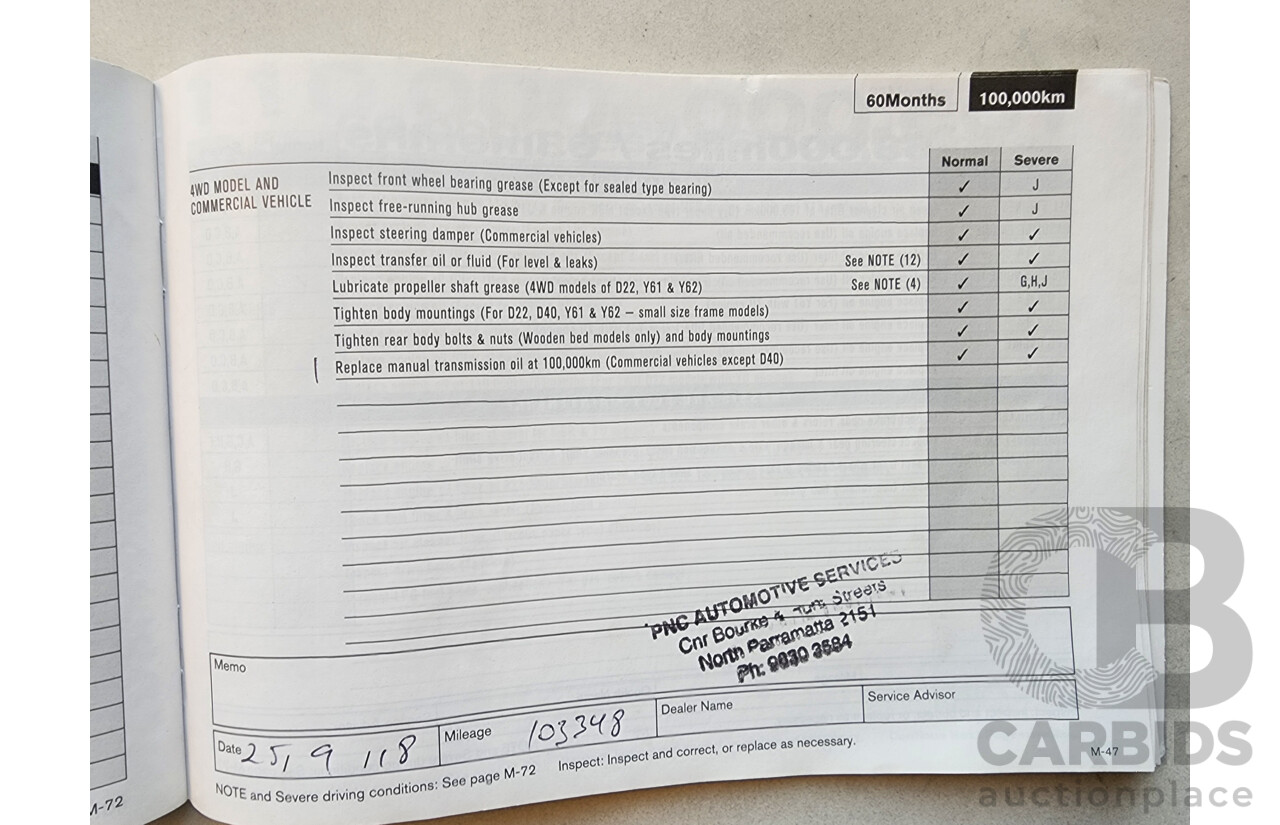 60Months 100,000km
Normal Severe
4WD MODEL AND
COMMERCIAL VEHICLE
Inspect front wheel bearing grease (Except for sealed type bearing) ✓ J
Inspect free-running hub grease ✓ J
Inspect steering damper (Commercial vehicles) ✓ ✓
Inspect transfer oil or fluid (For level & leaks) See NOTE (12) ✓ ✓
Lubricate propeller shaft grease (4WD models of D22, Y61 & Y62) See NOTE (4) ✓ G,H,J
Tighten body mountings (For D22, D40, Y61 & Y62 – small size frame models) ✓ ✓
Tighten rear body bolts & nuts (Wooden bed models only) and body mountings ✓ ✓
Replace manual transmission oil at 100,000km (Commercial vehicles except D40) ✓ ✓
PNC AUTOMOTIVE SERVICES
Cnr Bourke & Streets
North Parramatta 2151
Ph: 9630 3584
Memo
Date 25/9/18 Mileage 103348 Dealer Name Service Advisor
NOTE and Severe driving conditions: See page M-72 Inspect: Inspect and correct, or replace as necessary.
M-47
M-72
CARBIDS
auctionplace